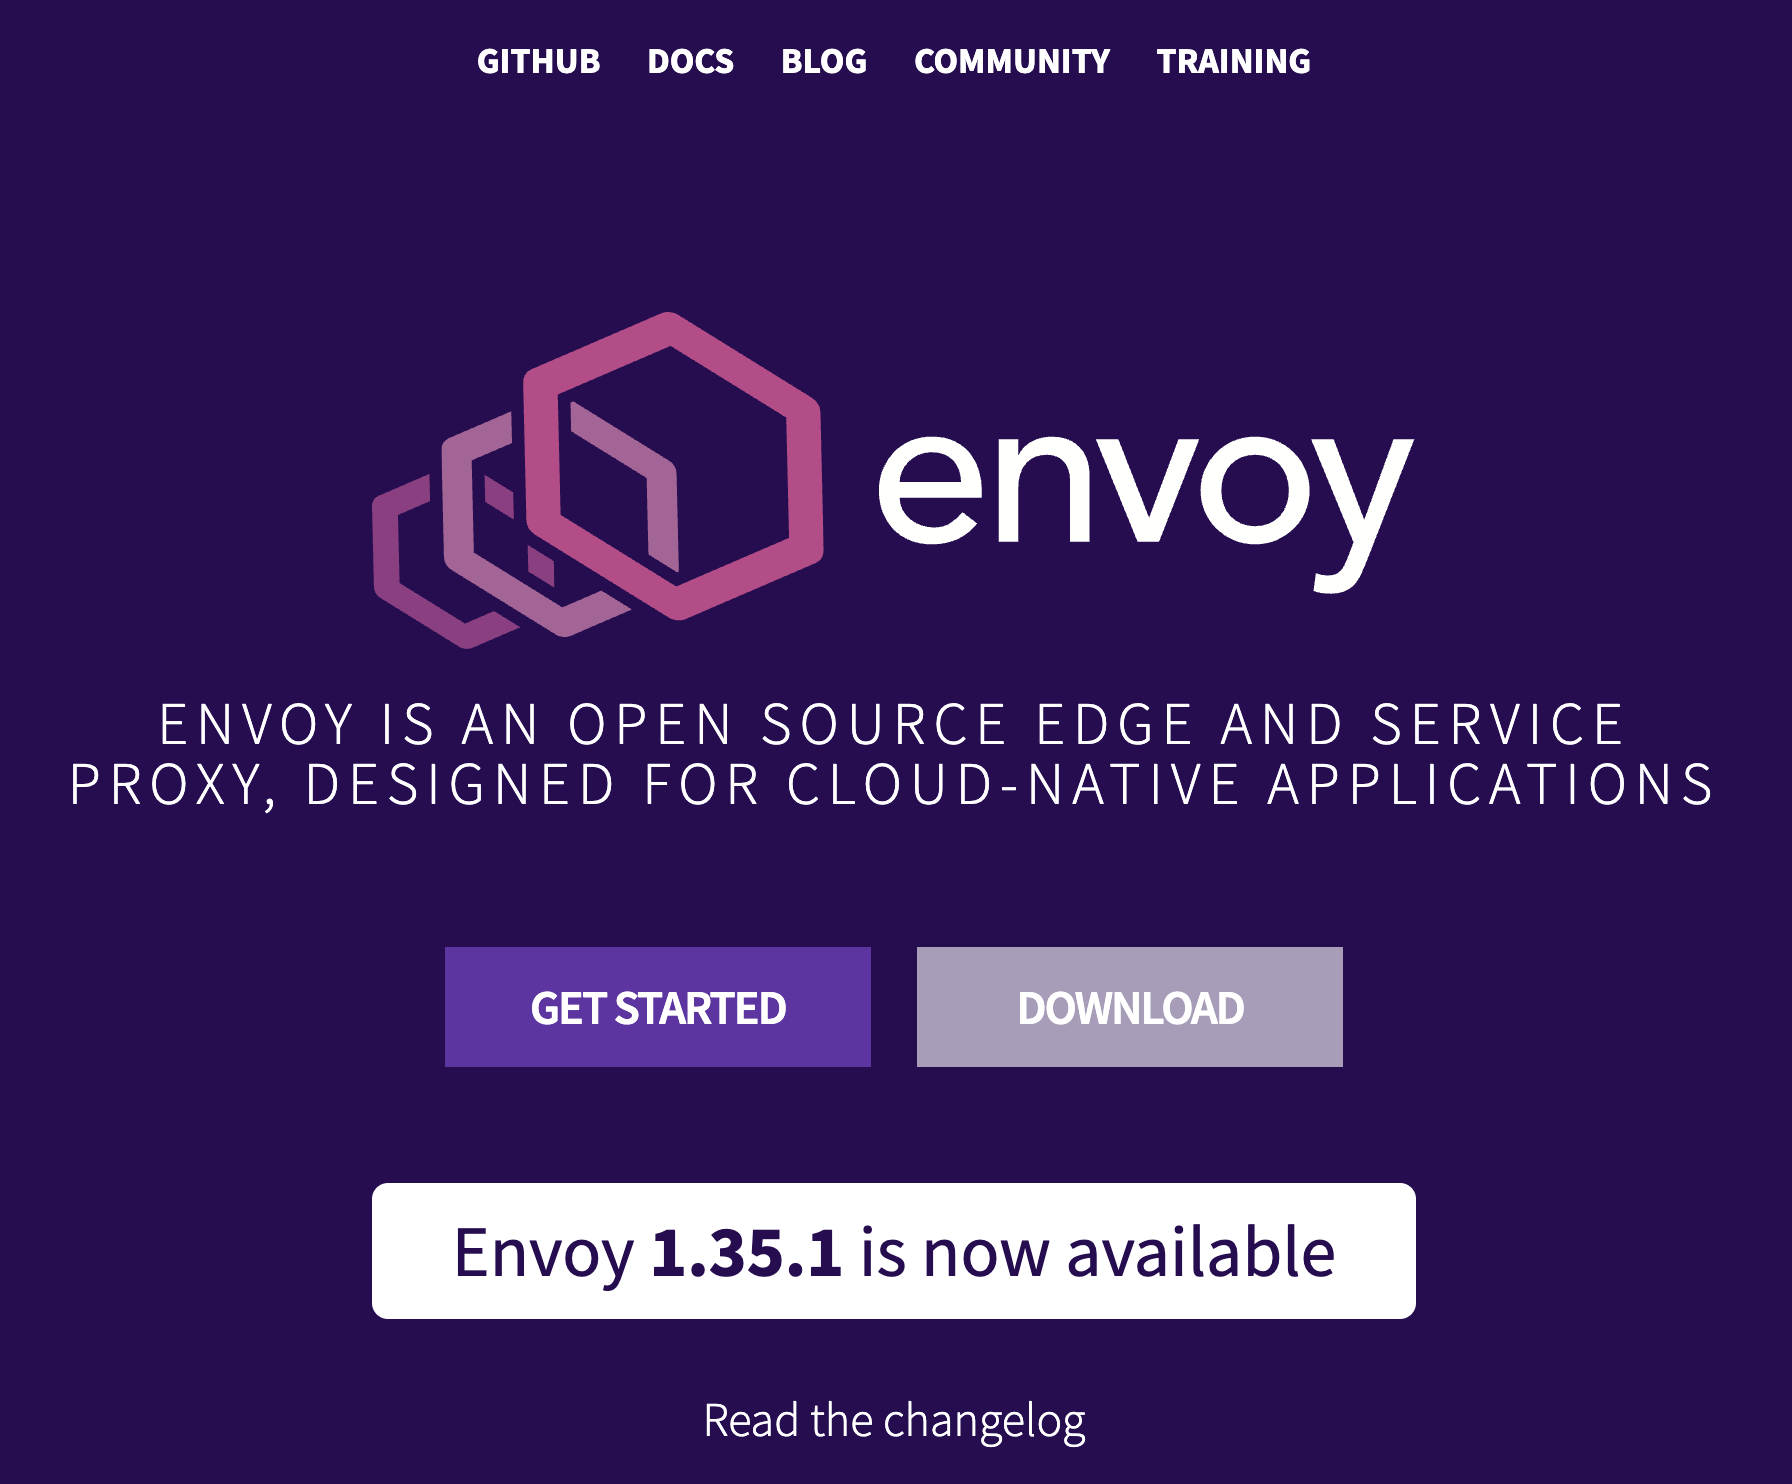 GITHUB DOCS BLOG COMMUNITY TRAINING
envoy
ENVOY IS AN OPEN SOURCE EDGE AND SERVICE
PROXY, DESIGNED FOR CLOUD-NATIVE APPLICATIONS
GET STARTED DOWNLOAD
Envoy 1.35.1 is now available
Read the changelog